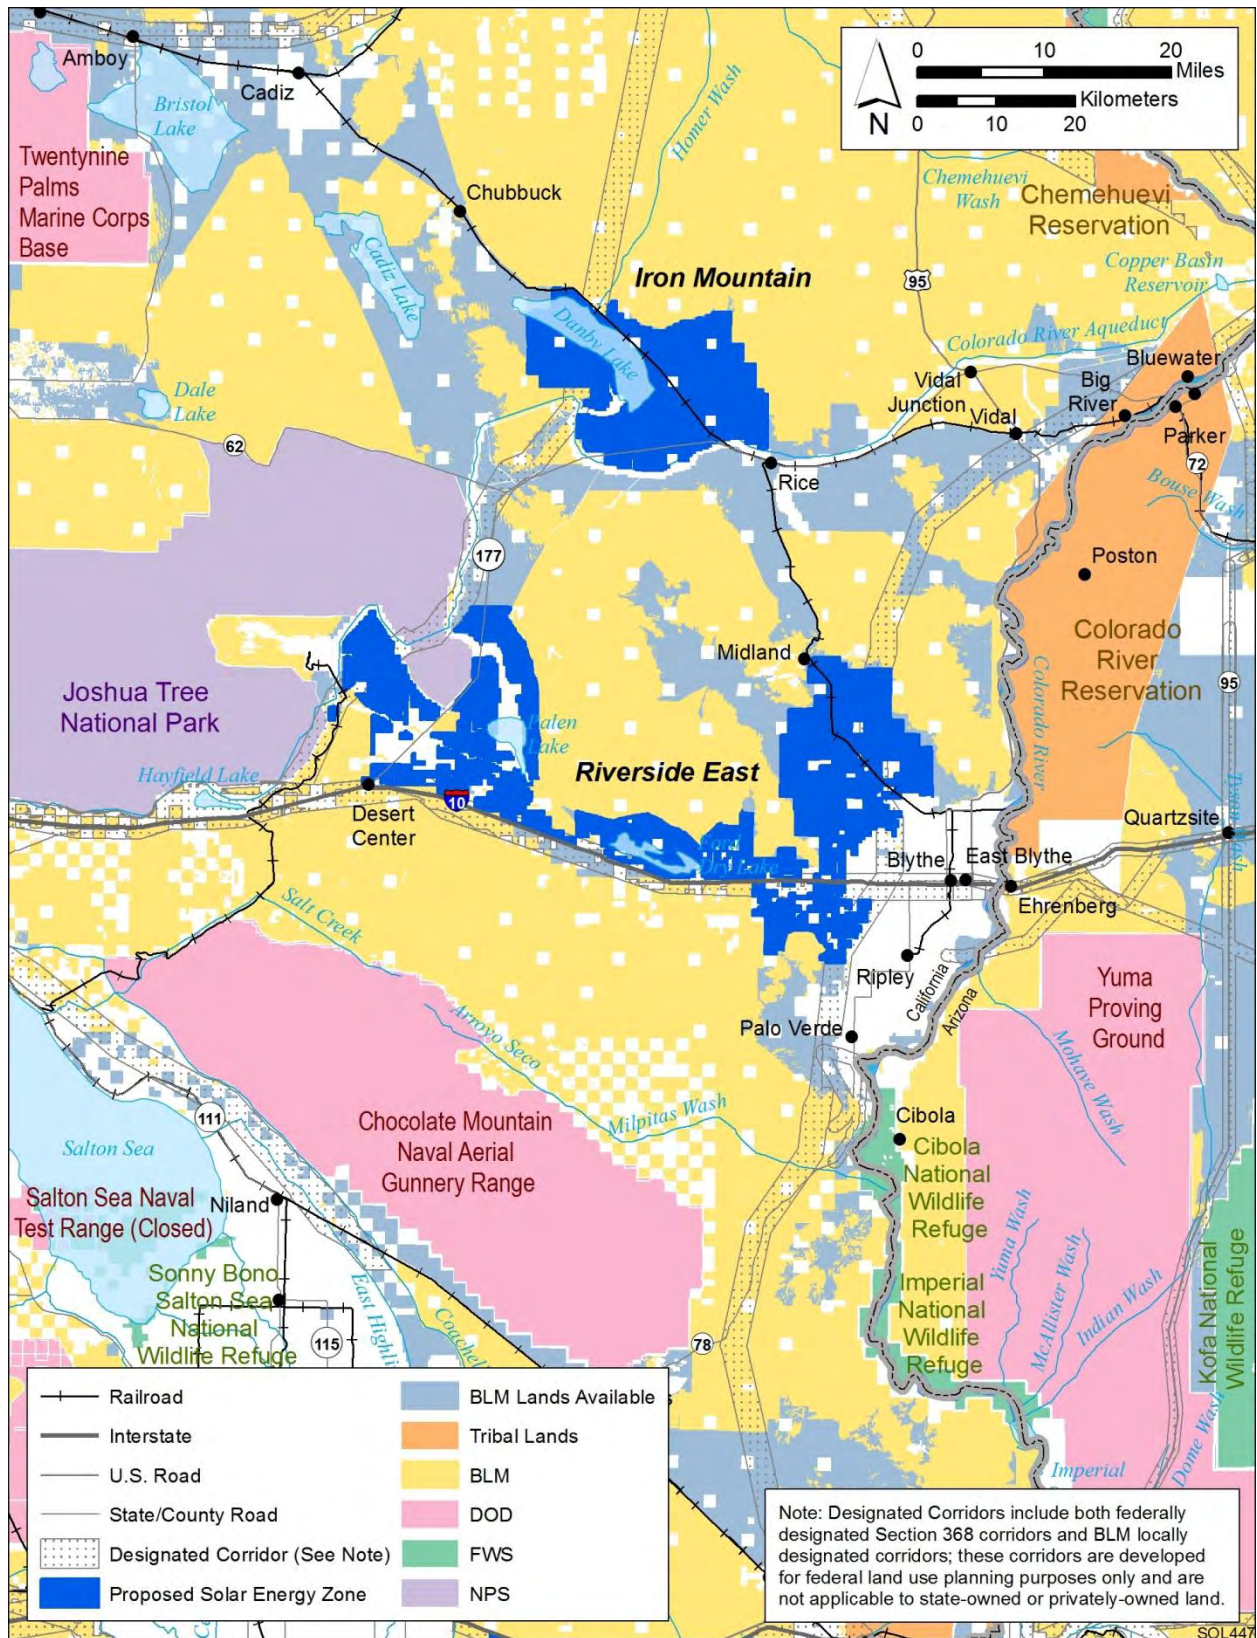 Amboy
Cadiz
Bristol
Lake
Twentynine
Palms
Marine Corps
Base
Chubbuck
Cadiz Lake
Homer Wash
0 10 20
Miles
Kilometers
0 10 20
N
Chemehuevi
Wash
Chemehuevi
Reservation
Iron Mountain
95
Copper Basin
Reservoir
Danby Lake
Colorado River Aqueduct
Bluewater
Dale
Lake
Vidal
Junction
Big
River
Vidal
Parker
62
Rice
72
Bouse Wash
177
Poston
Midland
Colorado
River
Reservation
Joshua Tree
National Park
Colorado River
95
Palen
Lake
Riverside East
Hayfield Lake
10
Desert
Center
Tyson Wash
Quartzsite
Ford
Dry Lake
Blythe
East Blythe
Ehrenberg
Salt Creek
Ripley
California
Arizona
Yuma
Proving
Ground
Palo Verde
Arroyo Seco
Mohave Wash
111
Chocolate Mountain
Naval Aerial
Gunnery Range
Milpitas Wash
Cibola
Cibola
National
Wildlife
Refuge
Salton Sea
Salton Sea Naval
Test Range (Closed)
Niland
Sonny Bono
Salton Sea
National
Wildlife Refuge
East Highli
Coachell
115
78
Imperial
National
Wildlife
Refuge
Yuma Wash
McAllister Wash
Indian Wash
Kofa National
Wildlife Refuge
Dome Wash
Imperial
Railroad
Interstate
U.S. Road
State/County Road
Designated Corridor (See Note)
Proposed Solar Energy Zone
BLM Lands Available
Tribal Lands
BLM
DOD
FWS
NPS
Note: Designated Corridors include both federally
designated Section 368 corridors and BLM locally
designated corridors; these corridors are developed
for federal land use planning purposes only and are
not applicable to state-owned or privately-owned land.
SOL447